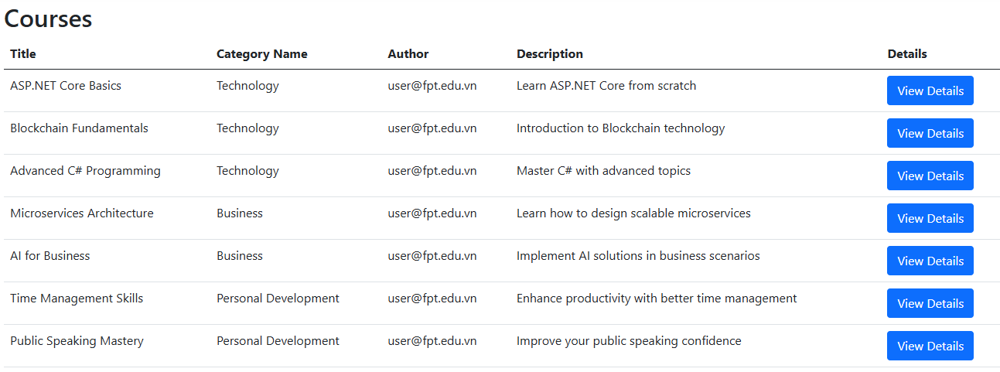 Courses
Title Category Name Author Description Details
ASP.NET Core Basics Technology user@fpt.edu.vn Learn ASP.NET Core from scratch View Details
Blockchain Fundamentals Technology user@fpt.edu.vn Introduction to Blockchain technology View Details
Advanced C# Programming Technology user@fpt.edu.vn Master C# with advanced topics View Details
Microservices Architecture Business user@fpt.edu.vn Learn how to design scalable microservices View Details
AI for Business Business user@fpt.edu.vn Implement AI solutions in business scenarios View Details
Time Management Skills Personal Development user@fpt.edu.vn Enhance productivity with better time management View Details
Public Speaking Mastery Personal Development user@fpt.edu.vn Improve your public speaking confidence View Details